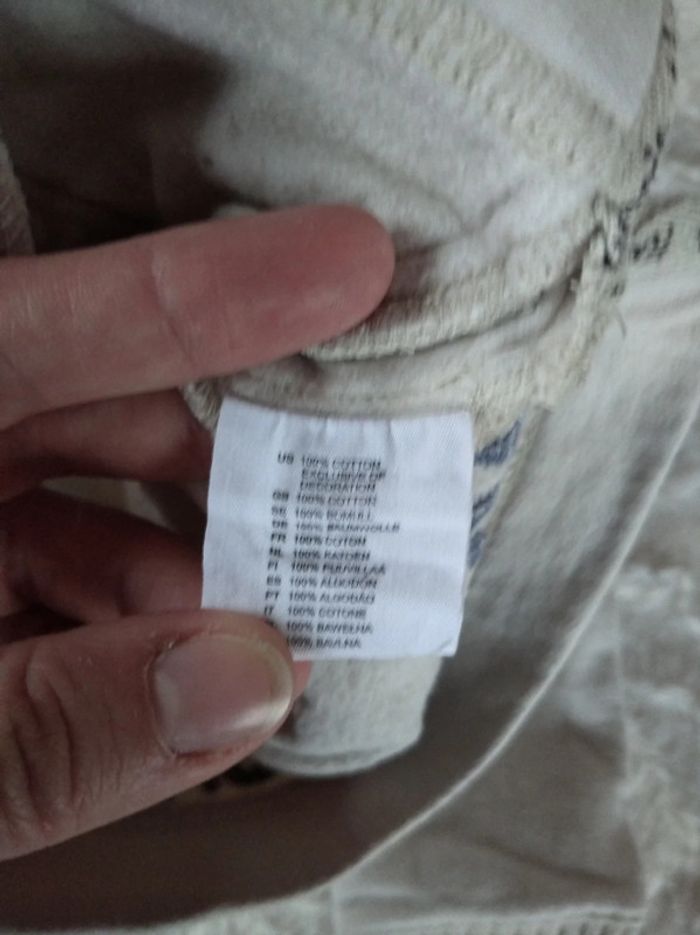 US 100% COTTON
EXCLUSIVE OF
DECORATION
GB 100% COTTON
SE 100% BOMULL
DE 100% BAUMWOLLE
FR 100% COTON
NL 100% KATOEN
FI 100% PUUVILLAA
ES 100% ALGODÓN
PT 100% ALGODÃO
IT 100% COTONE
100% BAWEŁNA
100% BAVLNA